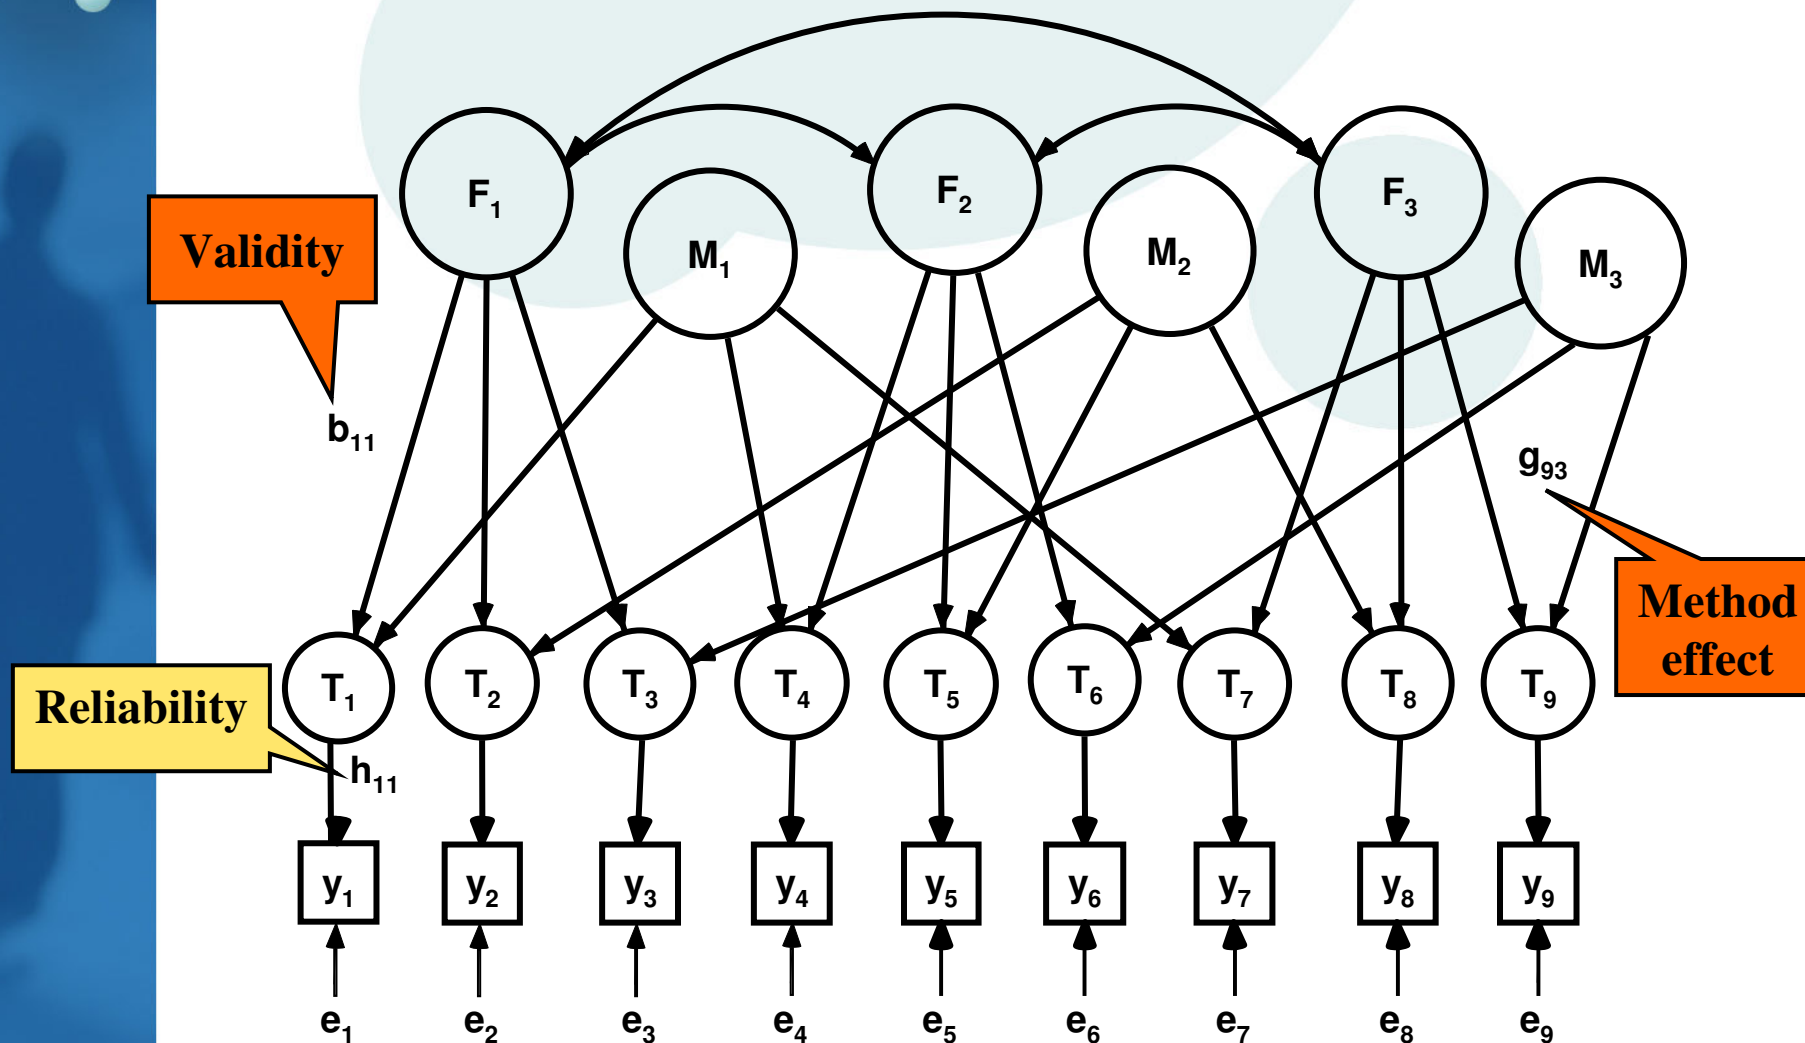 F₁
F₂
F₃
M₁
M₂
M₃
Validity
b₁₁
g₉₃
Method
effect
Reliability
T₁ T₂ T₃ T₄ T₅ T₆ T₇ T₈ T₉
h₁₁
y₁ y₂ y₃ y₄ y₅ y₆ y₇ y₈ y₉
e₁ e₂ e₃ e₄ e₅ e₆ e₇ e₈ e₉